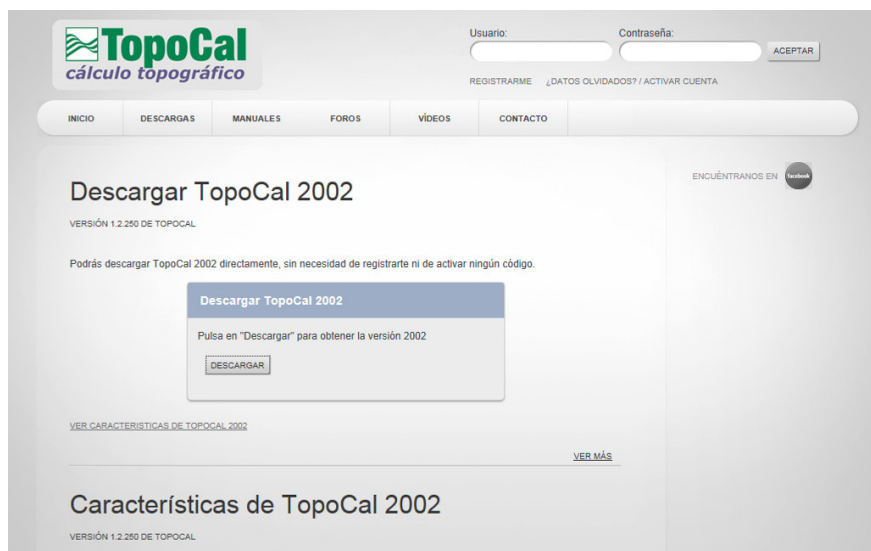 TopoCal
cálculo topográfico
Usuario:
Contraseña:
ACEPTAR
REGISTRARME
¿DATOS OLVIDADOS? / ACTIVAR CUENTA
INICIO
DESCARGAS
MANUALES
FOROS
VÍDEOS
CONTACTO
ENCUÉNTRANOS EN
facebook
Descargar TopoCal 2002
VERSIÓN 1.2.250 DE TOPOCAL
Podrás descargar TopoCal 2002 directamente, sin necesidad de registrarte ni de activar ningún código.
Descargar TopoCal 2002
Pulsa en "Descargar" para obtener la versión 2002
DESCARGAR
VER CARACTERISTICAS DE TOPOCAL 2002
VER MÁS
Características de TopoCal 2002
VERSIÓN 1.2.250 DE TOPOCAL